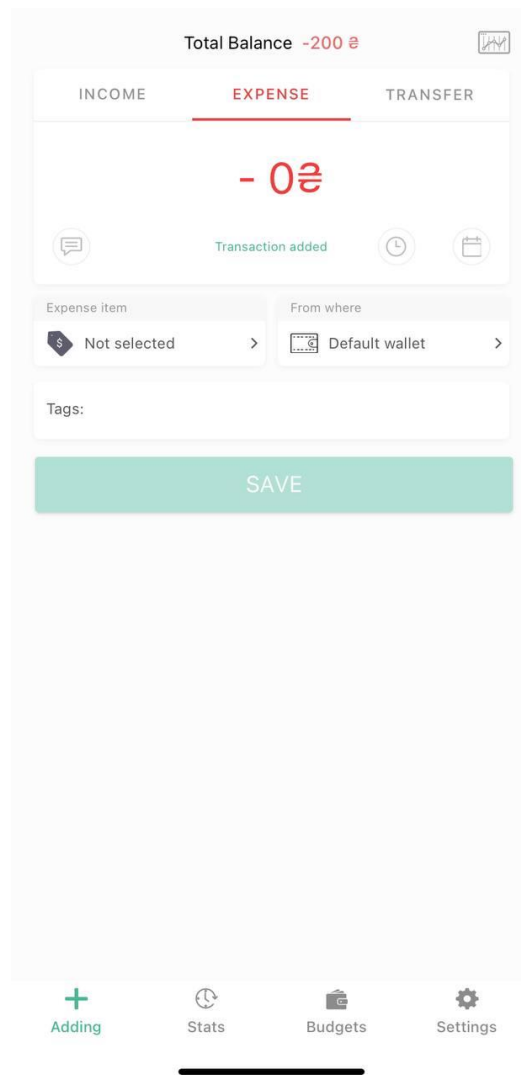 Total Balance -200 ₴
INCOME EXPENSE TRANSFER
- 0₴
Transaction added
Expense item From where
Not selected Default wallet
Tags:
SAVE
Adding Stats Budgets Settings